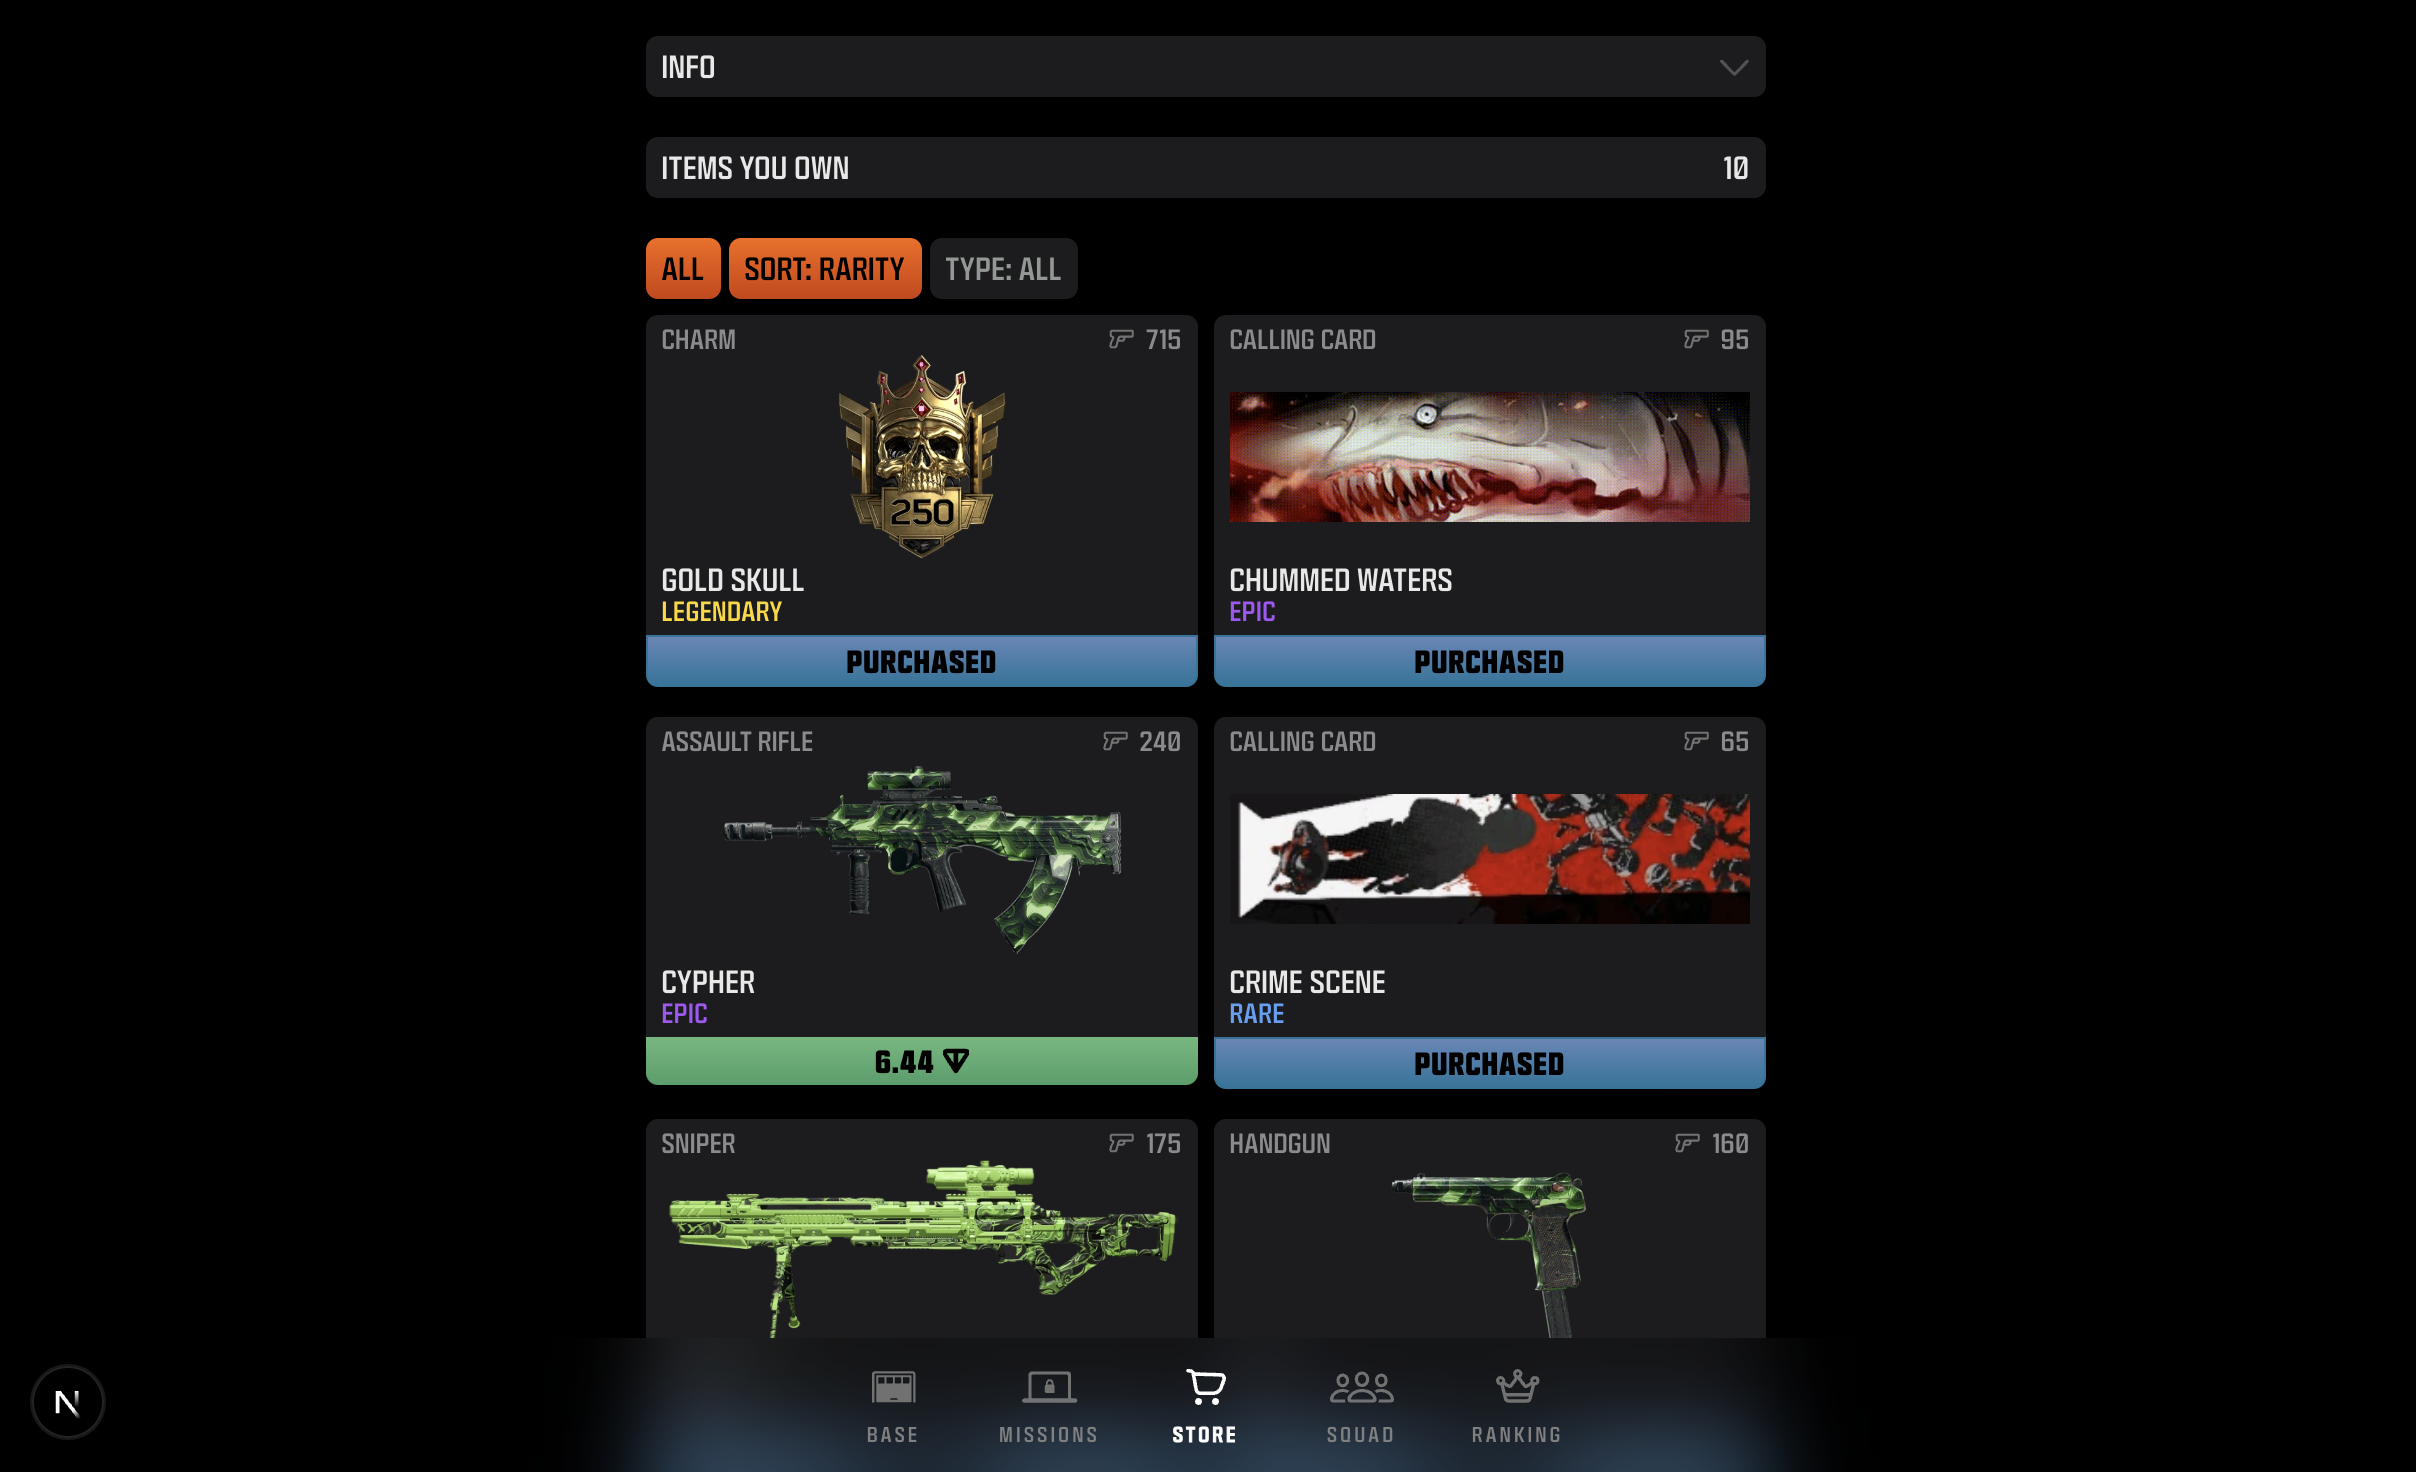 INFO
ITEMS YOU OWN 10
ALL SORT: RARITY TYPE: ALL
CHARM 715
250
GOLD SKULL
LEGENDARY
PURCHASED
CALLING CARD 95
CHUMMED WATERS
EPIC
PURCHASED
ASSAULT RIFLE 240
CYPHER
EPIC
6.44
CALLING CARD 65
CRIME SCENE
RARE
PURCHASED
SNIPER 175
HANDGUN 160
N
BASE MISSIONS STORE SQUAD RANKING